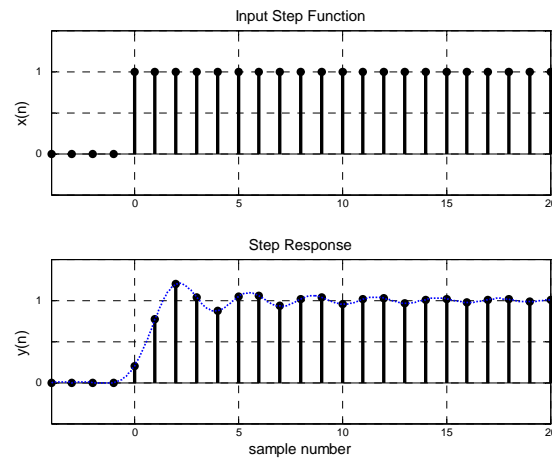 Input Step Function
x(n)
1
0
0 5 10 15 20
Step Response
y(n)
1
0
0 5 10 15 20
sample number